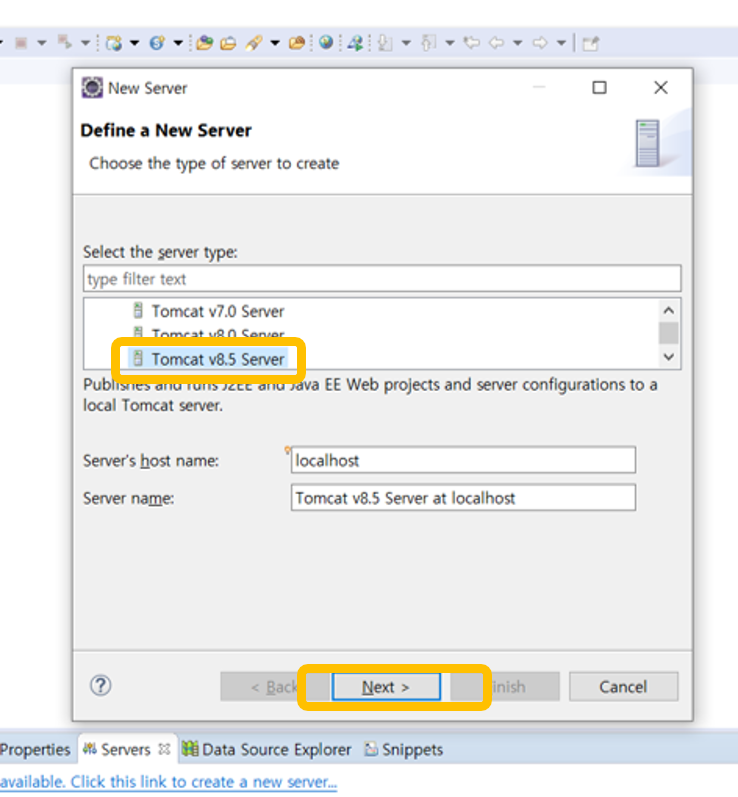 New Server
Define a New Server
Choose the type of server to create
Select the server type:
type filter text
Tomcat v7.0 Server
Tomcat v8.0 Server
Tomcat v8.5 Server
Publishes and runs J2EE and Java EE Web projects and server configurations to a
local Tomcat server.
Server's host name: localhost
Server name: Tomcat v8.5 Server at localhost
< Back Next > Finish Cancel
Properties Servers Data Source Explorer Snippets
available. Click this link to create a new server...